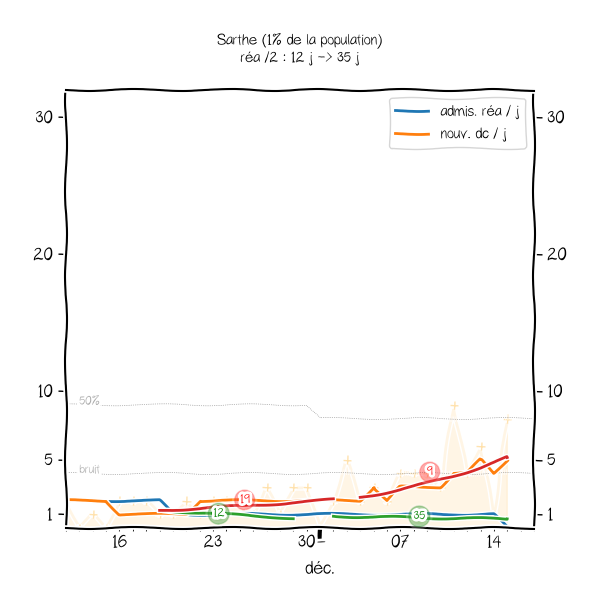 Sarthe (1% de la population)
réa /2 : 12 j -> 35 j
admis. réa / j
nouv. dc / j
30 30
20 20
10 10
50%
5 5
bruit
9
19
12 35
1 1
16 23 30 07 14
déc.